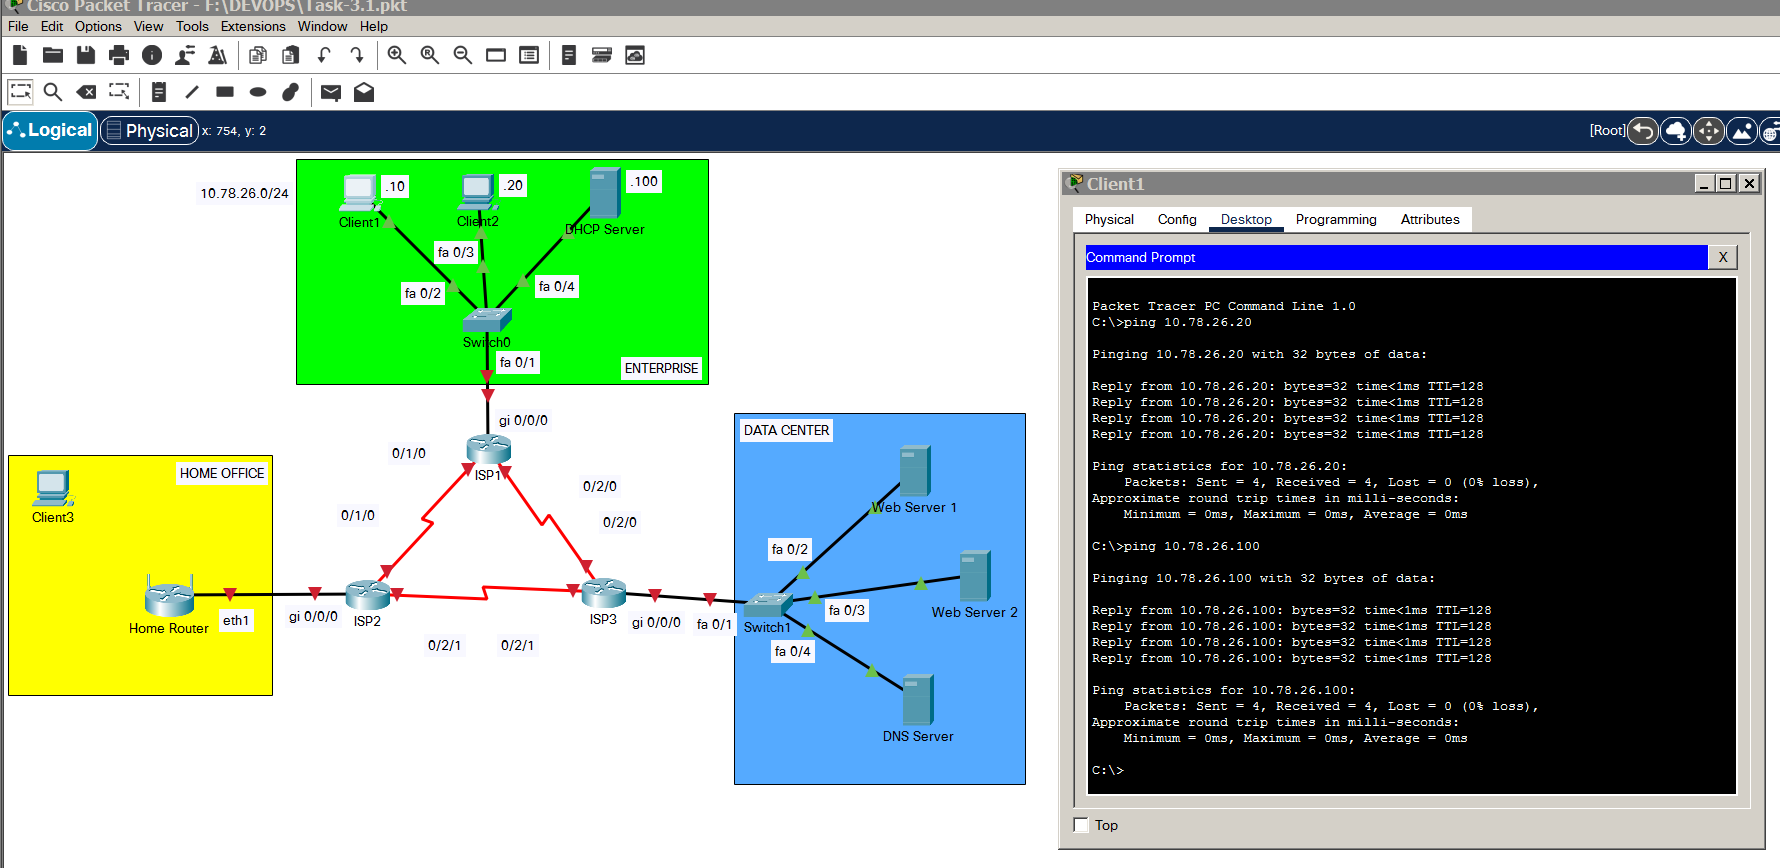 Cisco Packet Tracer - F:\DEVOPS\Task-3.1.pkt
File Edit Options View Tools Extensions Window Help
Logical Physical x: 754, y: 2
[Root]
10.78.26.0/24
.10
.20
.100
Client1
Client2
DHCP Server
fa 0/3
fa 0/2
fa 0/4
Switch0
fa 0/1
ENTERPRISE
gi 0/0/0
0/1/0
ISP1
0/2/0
0/1/0
0/2/0
HOME OFFICE
Client3
Home Router
eth1
gi 0/0/0
ISP2
0/2/1
0/2/1
ISP3
gi 0/0/0
fa 0/1
DATA CENTER
Web Server 1
fa 0/2
Web Server 2
fa 0/3
Switch1
fa 0/4
DNS Server
Client1
Physical Config Desktop Programming Attributes
Command Prompt
X
Packet Tracer PC Command Line 1.0
C:\>ping 10.78.26.20
Pinging 10.78.26.20 with 32 bytes of data:
Reply from 10.78.26.20: bytes=32 time<1ms TTL=128
Reply from 10.78.26.20: bytes=32 time<1ms TTL=128
Reply from 10.78.26.20: bytes=32 time<1ms TTL=128
Reply from 10.78.26.20: bytes=32 time<1ms TTL=128
Ping statistics for 10.78.26.20:
Packets: Sent = 4, Received = 4, Lost = 0 (0% loss),
Approximate round trip times in milli-seconds:
Minimum = 0ms, Maximum = 0ms, Average = 0ms
C:\>ping 10.78.26.100
Pinging 10.78.26.100 with 32 bytes of data:
Reply from 10.78.26.100: bytes=32 time<1ms TTL=128
Reply from 10.78.26.100: bytes=32 time<1ms TTL=128
Reply from 10.78.26.100: bytes=32 time<1ms TTL=128
Reply from 10.78.26.100: bytes=32 time<1ms TTL=128
Ping statistics for 10.78.26.100:
Packets: Sent = 4, Received = 4, Lost = 0 (0% loss),
Approximate round trip times in milli-seconds:
Minimum = 0ms, Maximum = 0ms, Average = 0ms
C:\>
Top